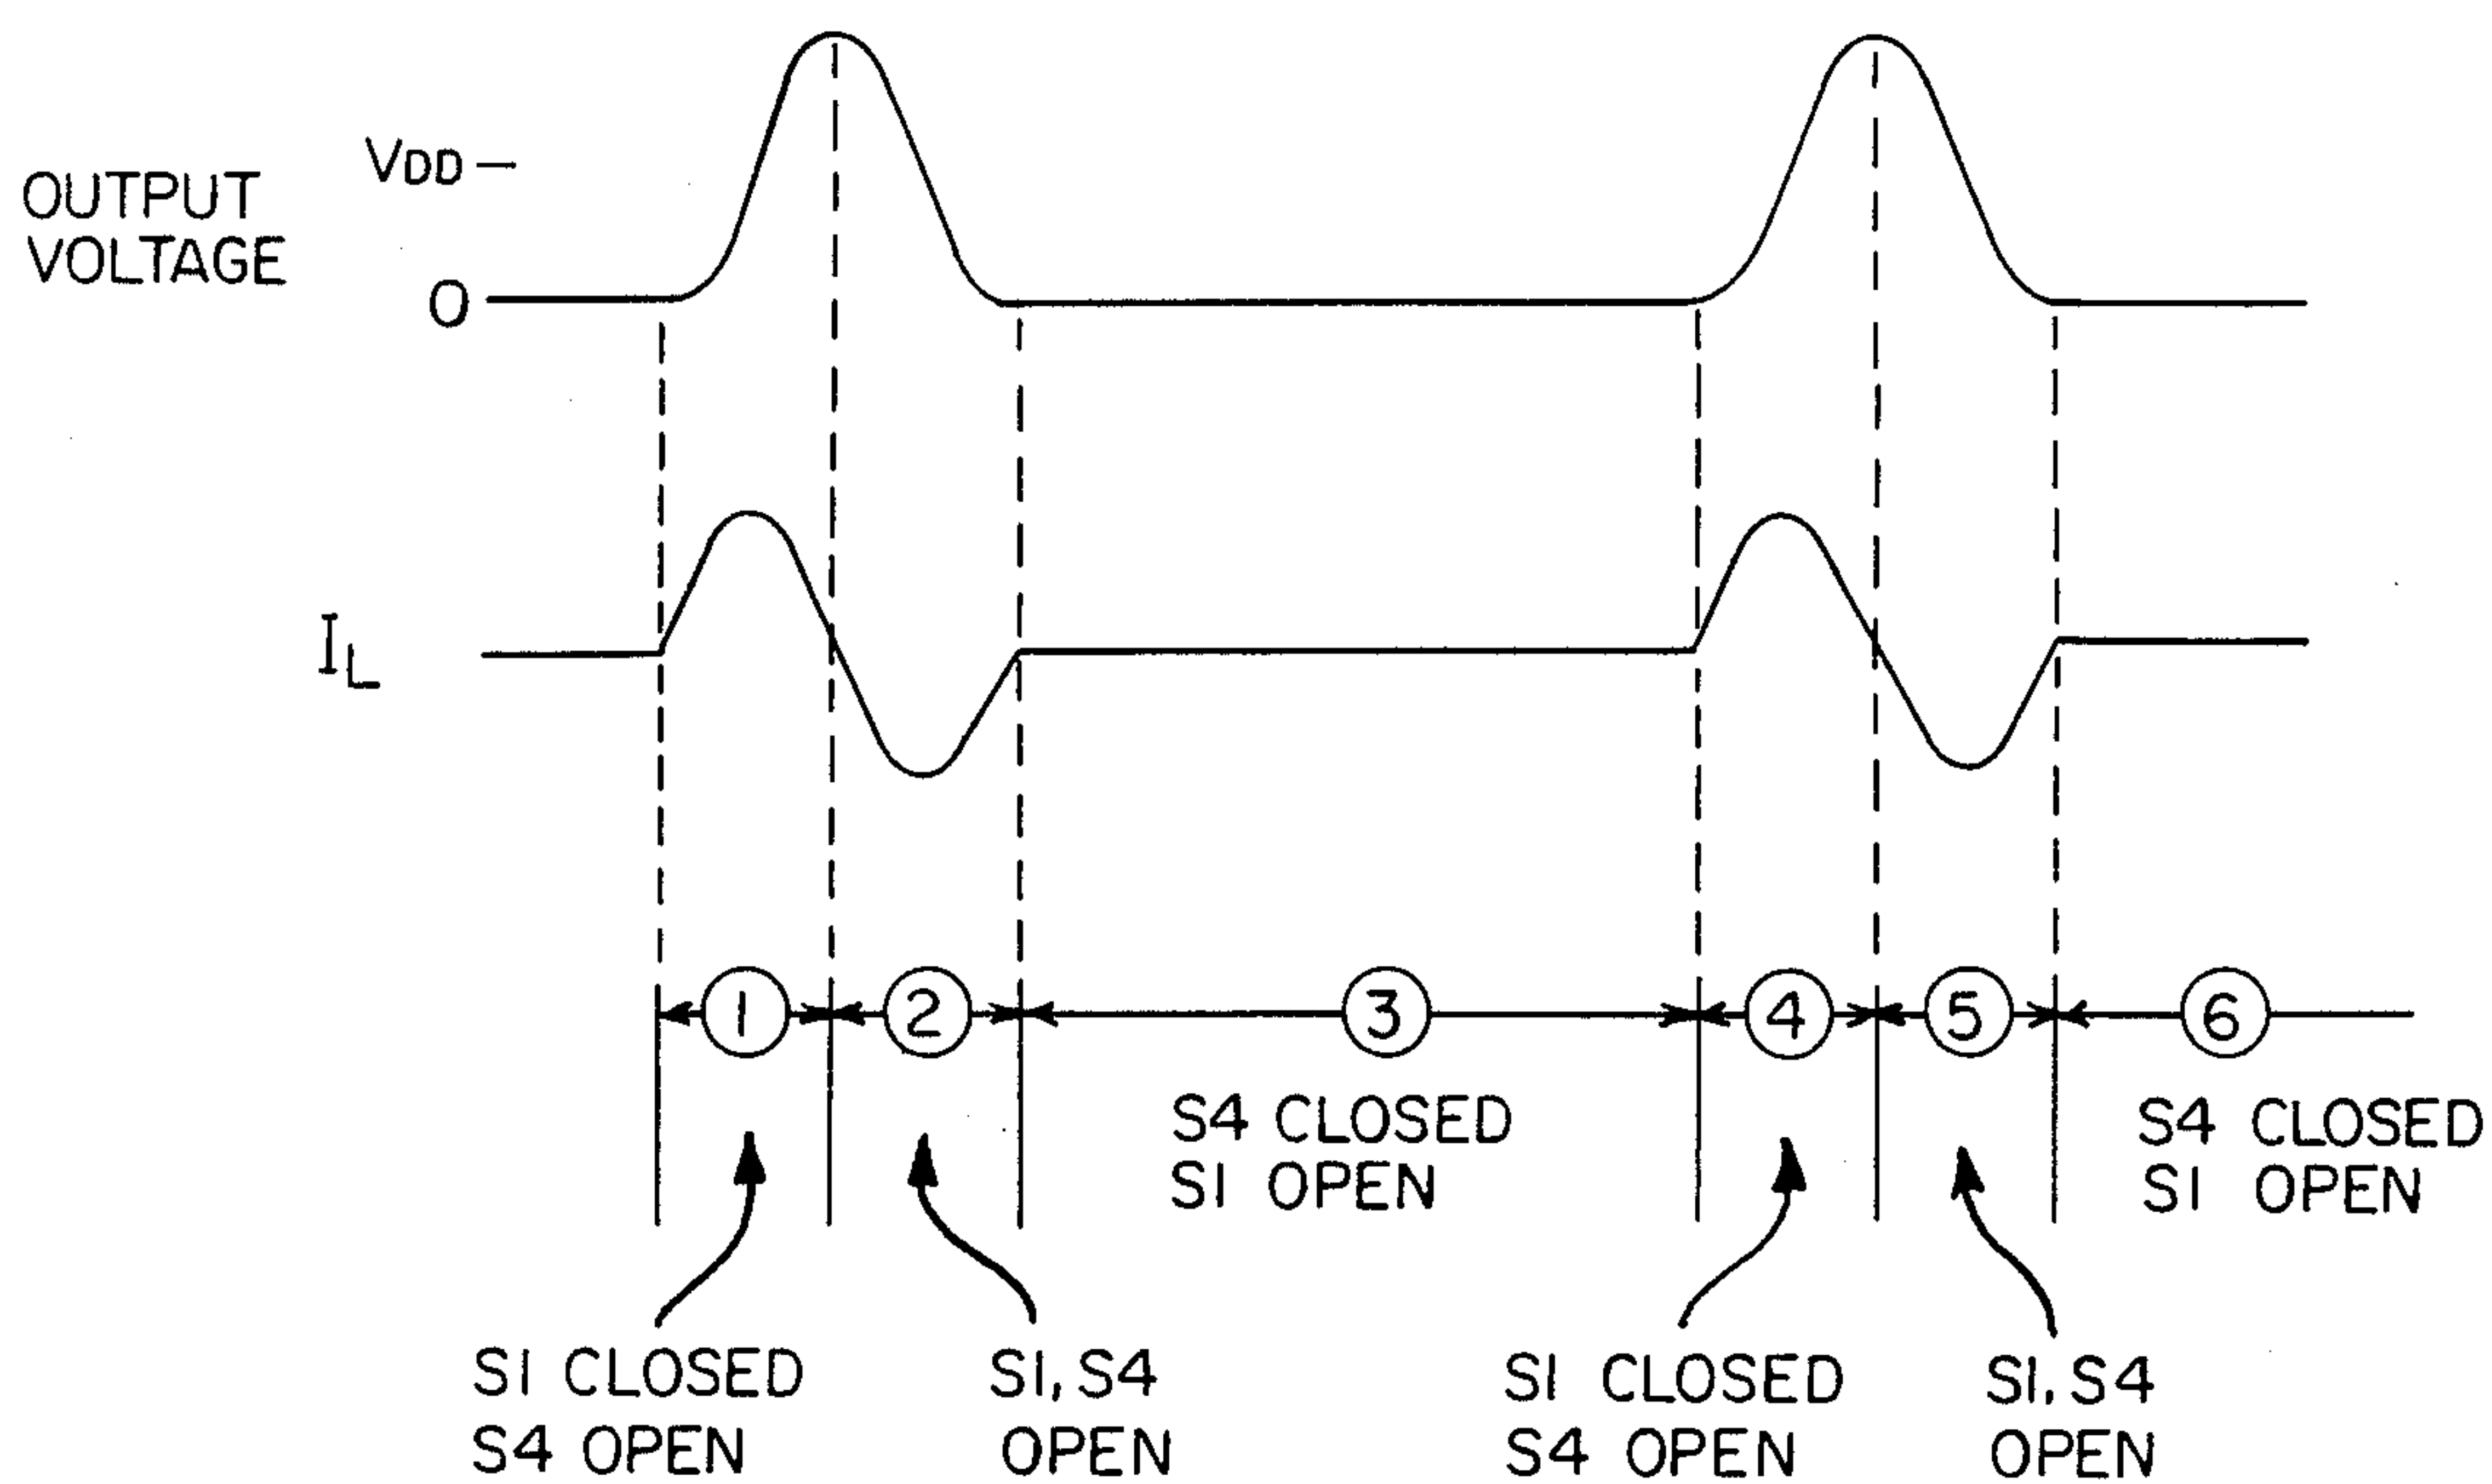 VDD
OUTPUT
VOLTAGE
0
IL
1
2
3
4
5
6
S4 CLOSED
S1 OPEN
S4 CLOSED
S1 OPEN
S1 CLOSED
S4 OPEN
S1, S4
OPEN
S1 CLOSED
S4 OPEN
S1, S4
OPEN